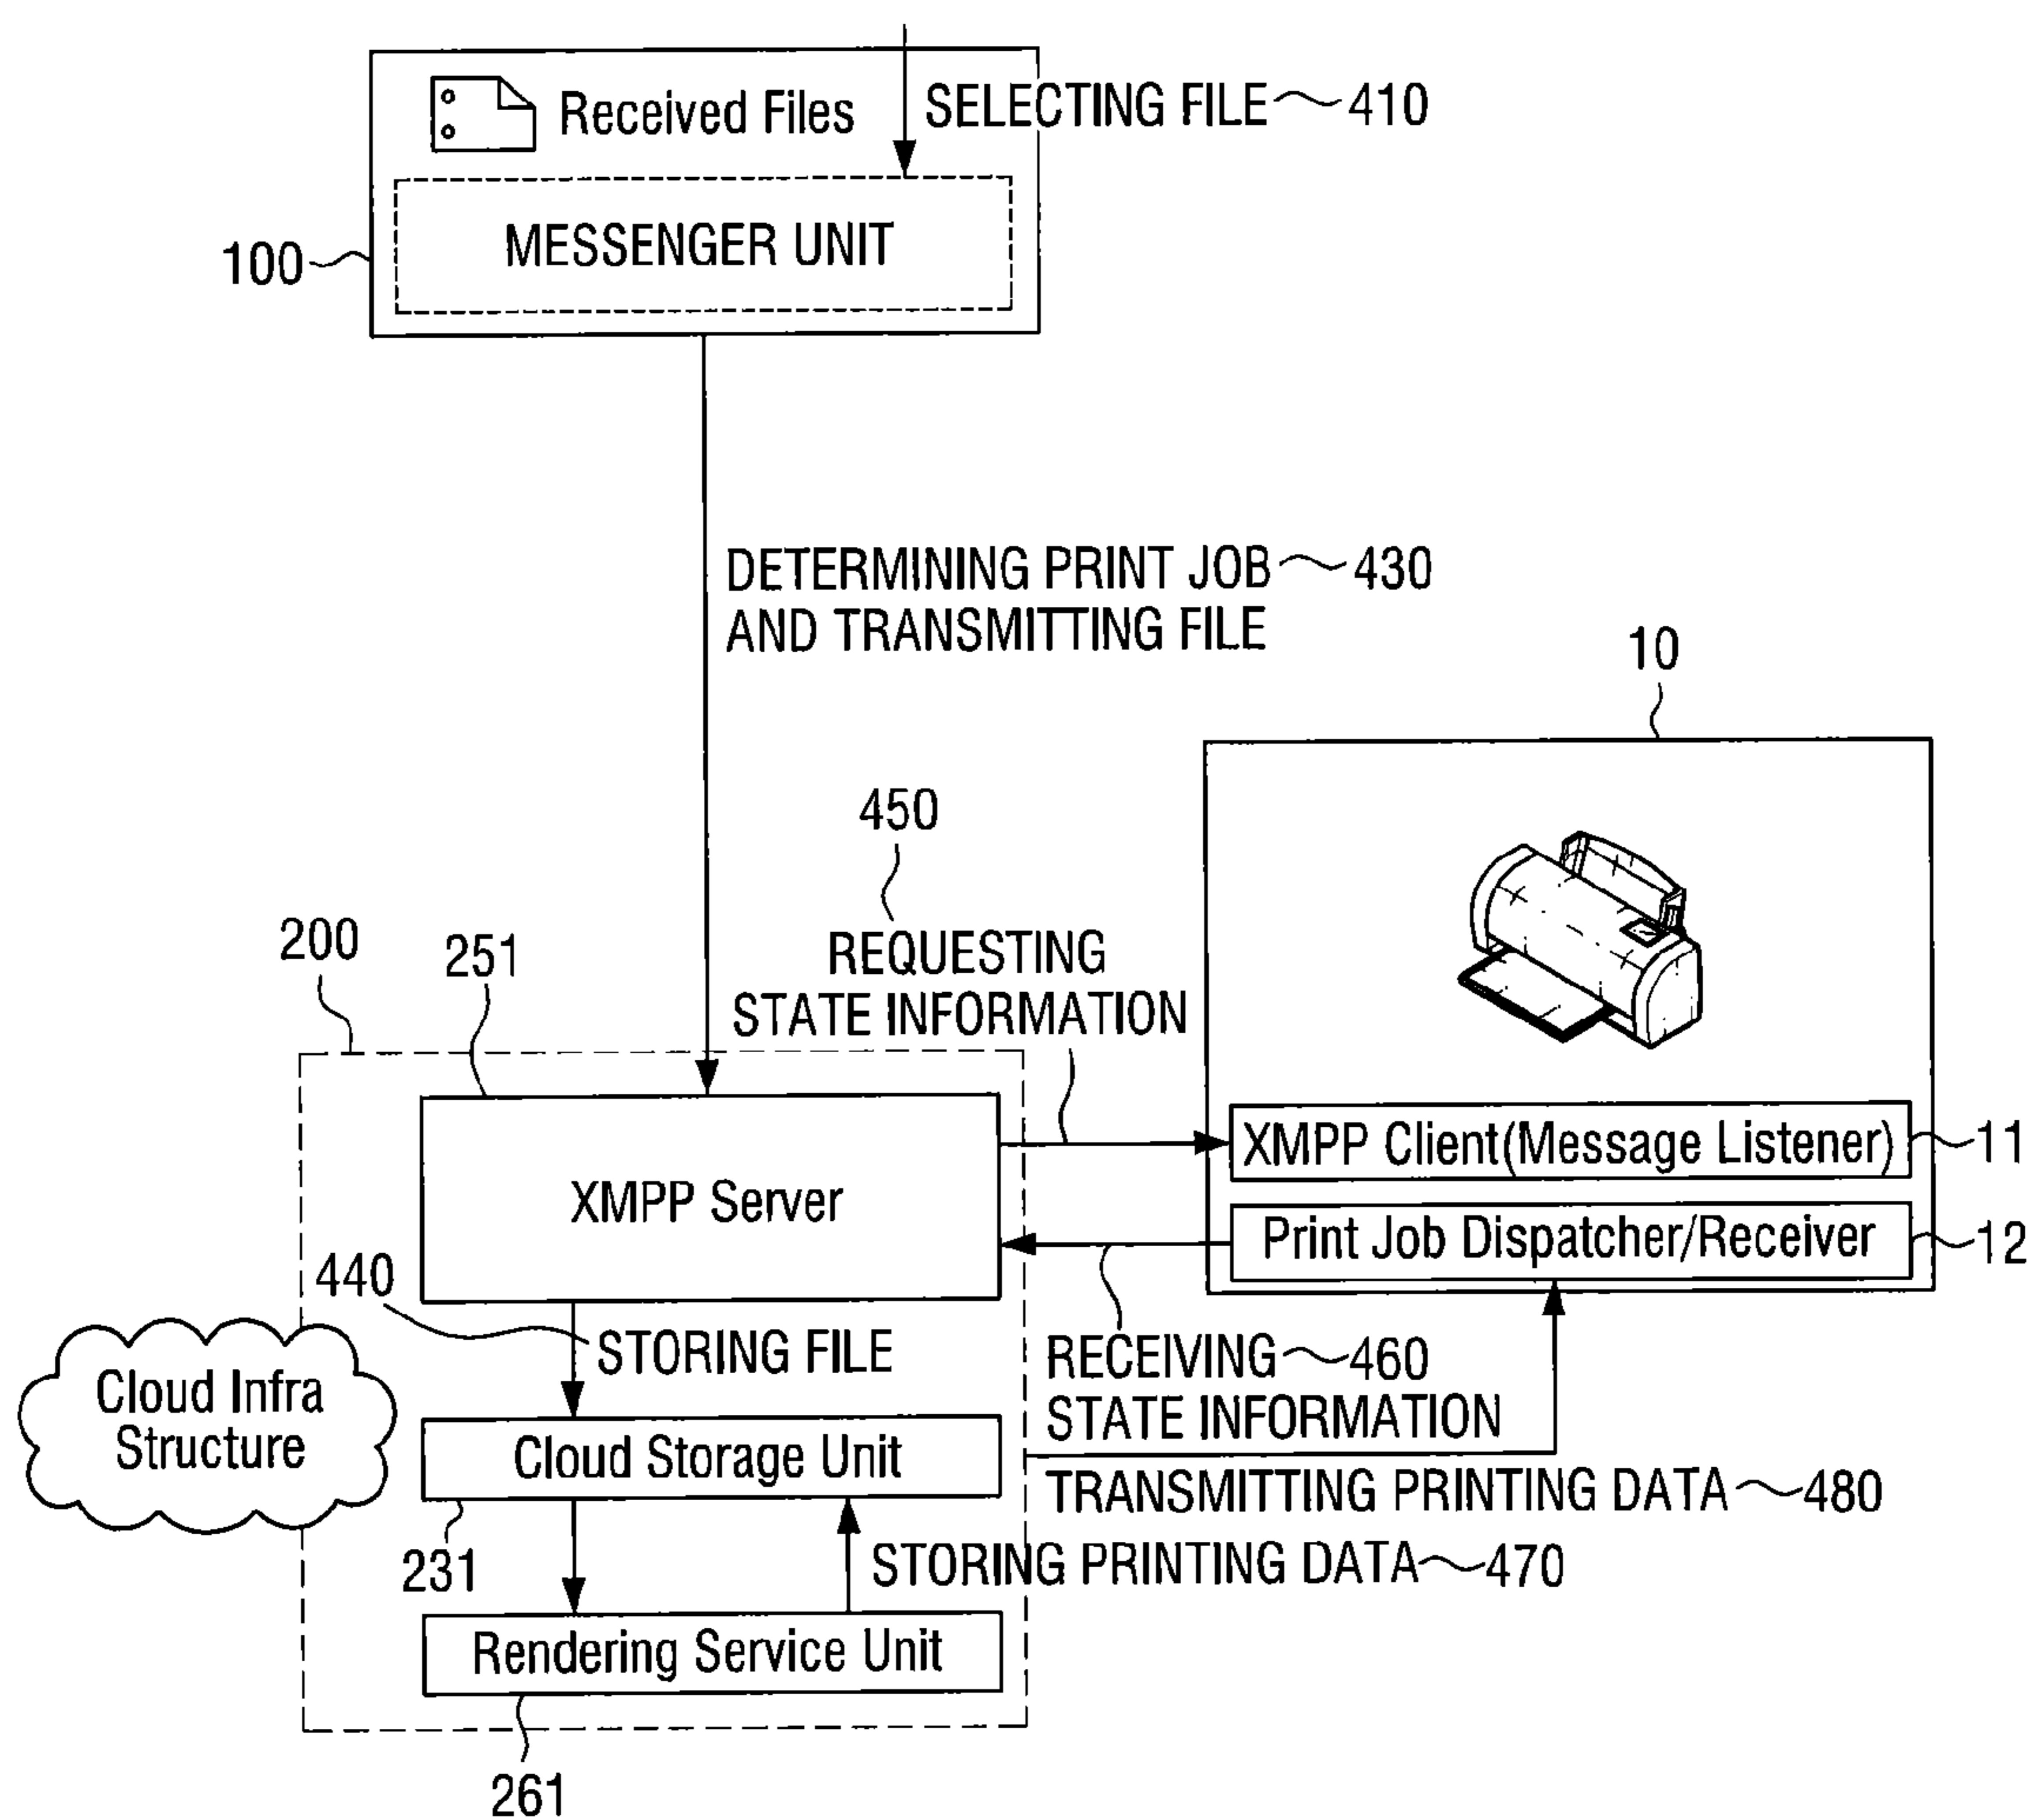 Received Files
SELECTING FILE 410
MESSENGER UNIT
100
DETERMINING PRINT JOB 430
AND TRANSMITTING FILE
10
450
REQUESTING
STATE INFORMATION
200
251
XMPP Server
XMPP Client(Message Listener) 11
Print Job Dispatcher/Receiver 12
440
STORING FILE
RECEIVING 460
STATE INFORMATION
Cloud Infra
Structure
Cloud Storage Unit
TRANSMITTING PRINTING DATA 480
231
STORING PRINTING DATA 470
Rendering Service Unit
261